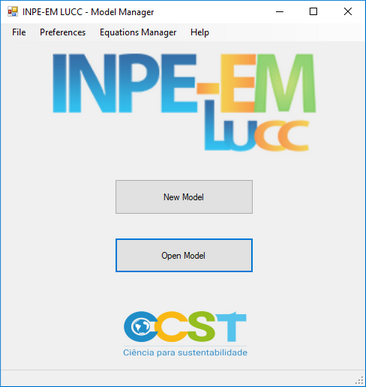 INPE-EM LUCC - Model Manager
File Preferences Equations Manager Help
INPE-EM
LUCC
New Model
Open Model
CCST
Ciência para sustentabilidade